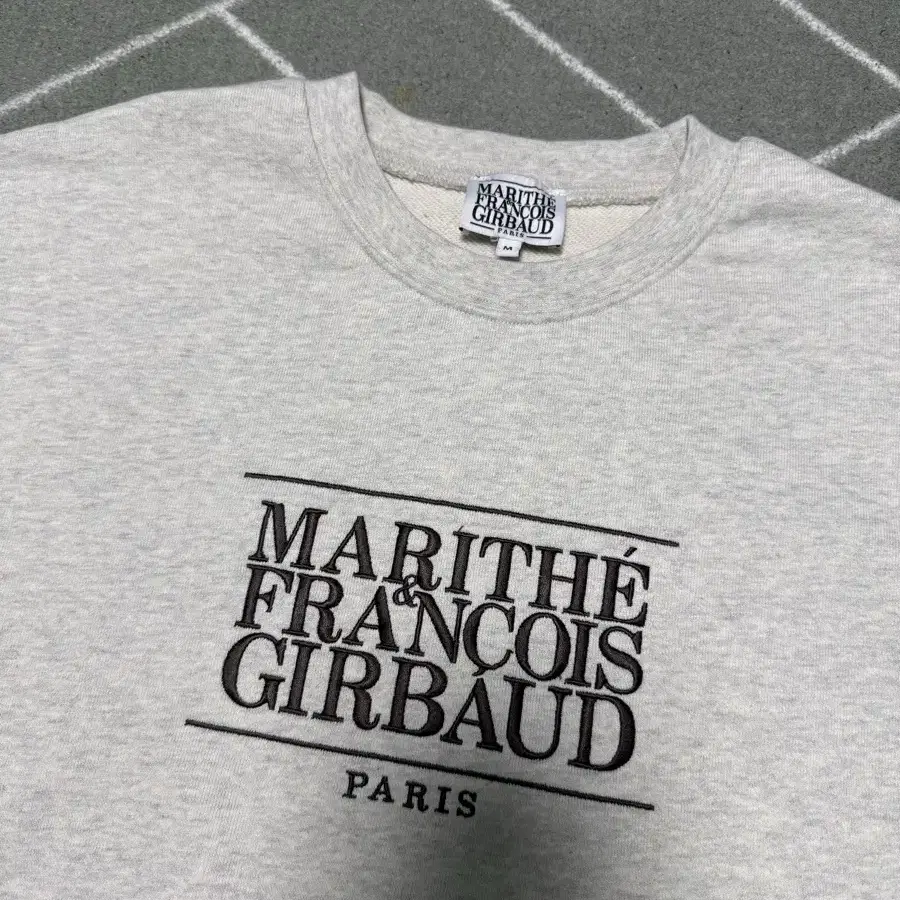 MARITHÉ
&
FRANÇOIS
GIRBAUD
PARIS
M
MARITHÉ
&
FRANÇOIS
GIRBAUD
PARIS